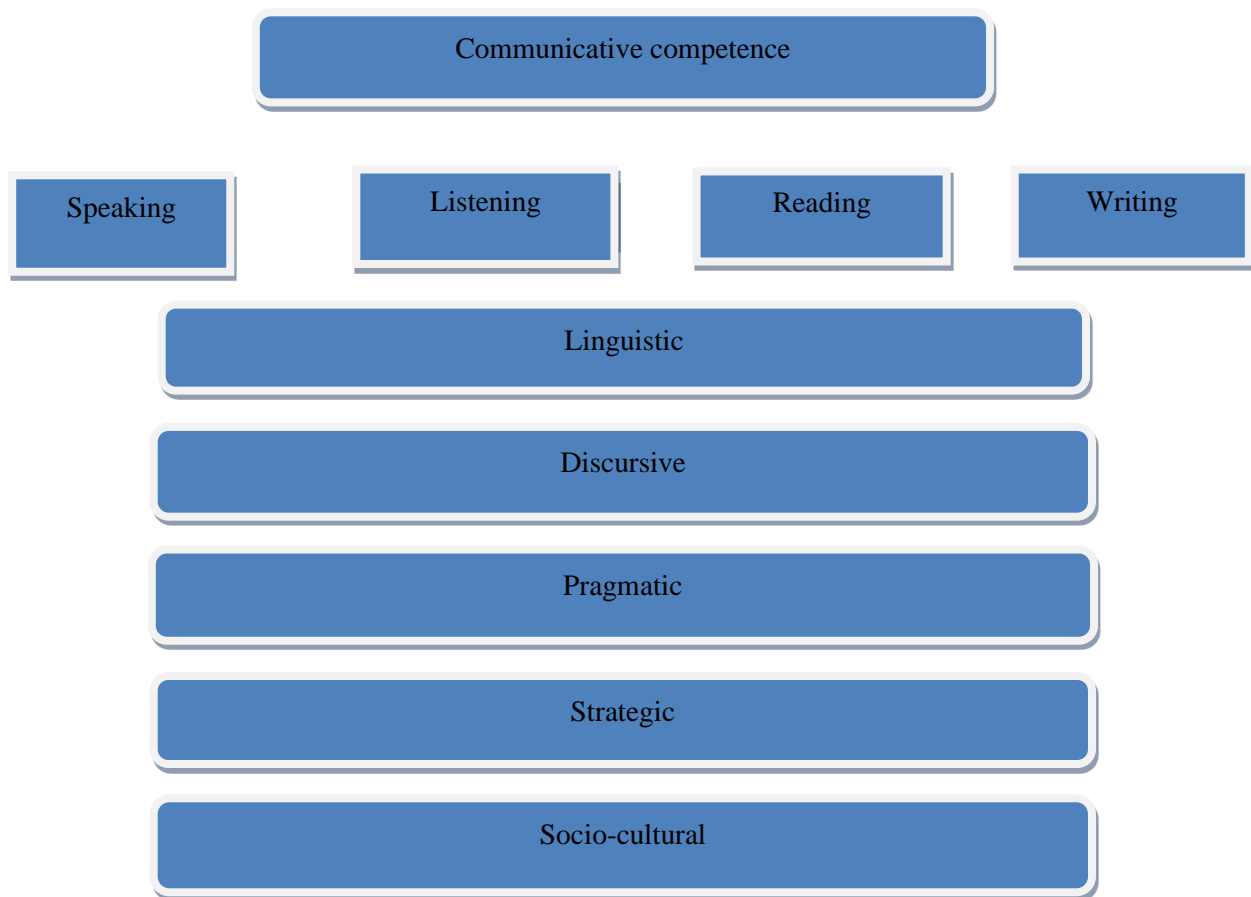 Communicative competence
Speaking
Listening
Reading
Writing
Linguistic
Discursive
Pragmatic
Strategic
Socio-cultural